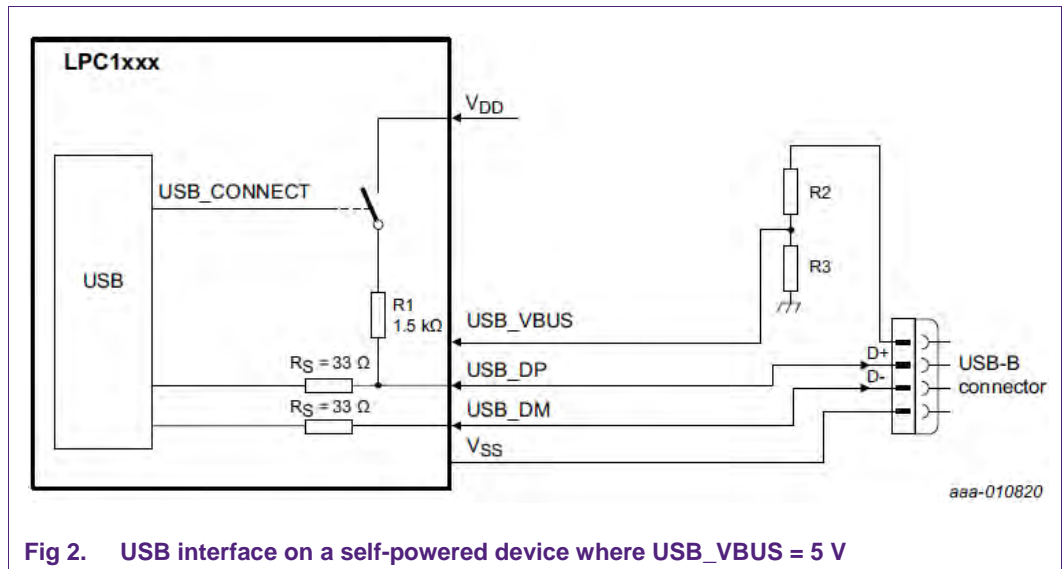 LPC1xxx
VDD
USB_CONNECT
R2
R3
USB
R1
1.5 kΩ
USB_VBUS
RS = 33 Ω
USB_DP
D+
USB-B
connector
D-
RS = 33 Ω
USB_DM
VSS
aaa-010820
Fig 2. USB interface on a self-powered device where USB_VBUS = 5 V